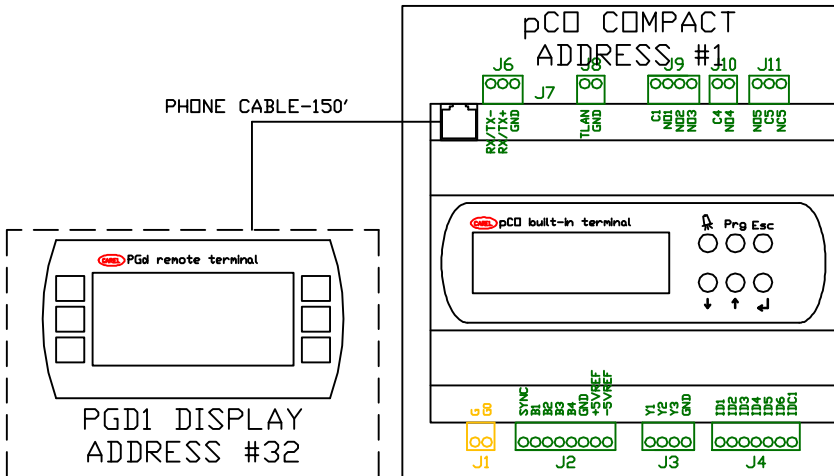 pCO COMPACT
ADDRESS #1
J6
J7
J8
J9
J10
J11
PHONE CABLE-150'
RX/TX-
RX/TX+
GND
TLAN
GND
C1
NO1
NO2
NO3
C4
NO4
NO5
C5
NC5
CAREL pCO built-in terminal
Prg Esc
CAREL PGd remote terminal
PGD1 DISPLAY
ADDRESS #32
G
G0
SYNC
B1
B2
B3
B4
GND
+5VREF
-5VREF
Y1
Y2
Y3
GND
ID1
ID2
ID3
ID4
ID5
ID6
IDC1
J1
J2
J3
J4